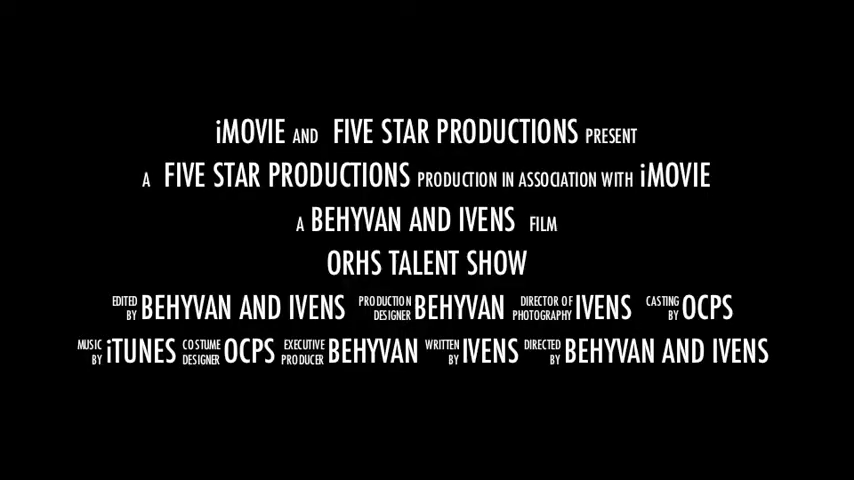 iMOVIE AND FIVE STAR PRODUCTIONS PRESENT
A FIVE STAR PRODUCTIONS PRODUCTION IN ASSOCIATION WITH iMOVIE
A BEHYVAN AND IVENS FILM
ORHS TALENT SHOW
EDITED BY BEHYVAN AND IVENS PRODUCTION DESIGNER BEHYVAN DIRECTOR OF PHOTOGRAPHY IVENS CASTING BY OCPS
MUSIC BY iTUNES COSTUME DESIGNER OCPS EXECUTIVE PRODUCER BEHYVAN WRITTEN BY IVENS DIRECTED BY BEHYVAN AND IVENS